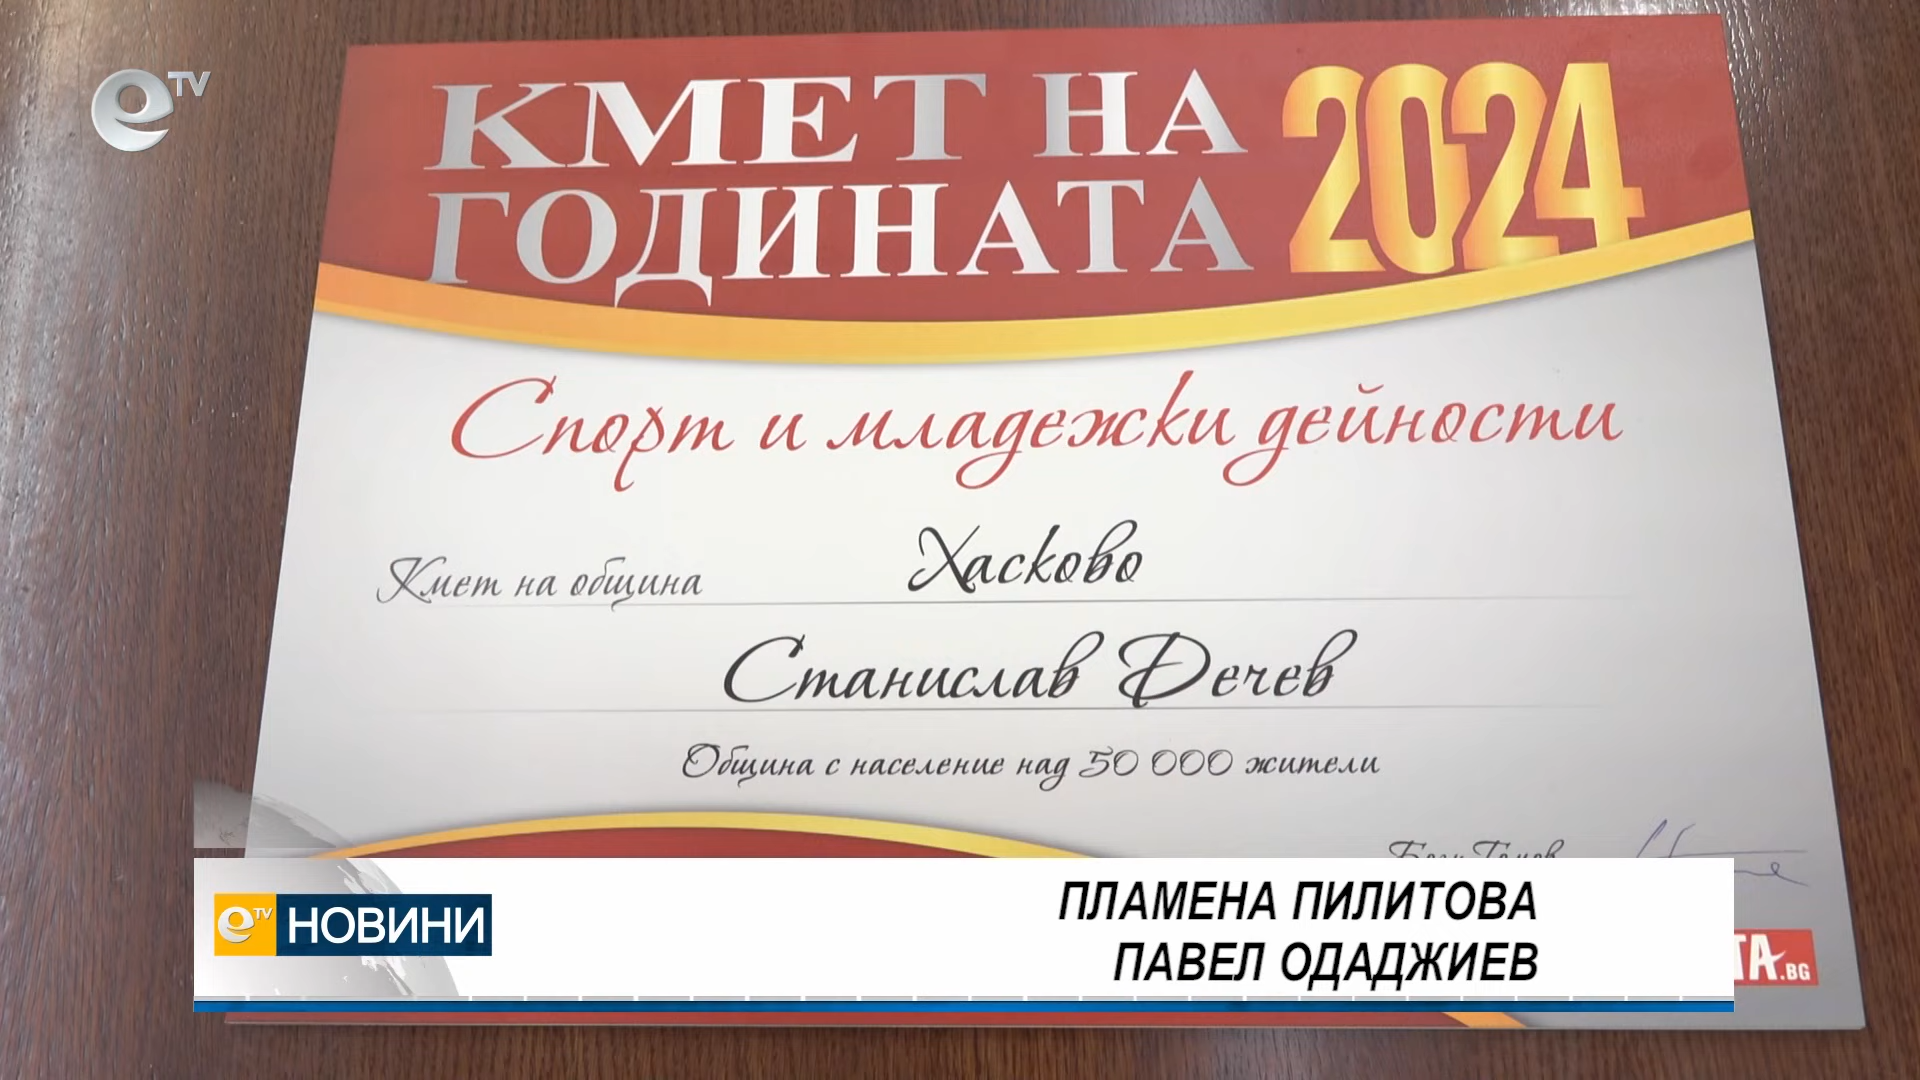 eTV
КМЕТ НА
ГОДИНАТА 2024
Спорт и младежки дейности
Кмет на община Хасково
Станислав Дечев
Община с население над 50 000 жители
eTV НОВИНИ
ПЛАМЕНА ПИЛИТОВА
ПАВЕЛ ОДАДЖИЕВ
.BG